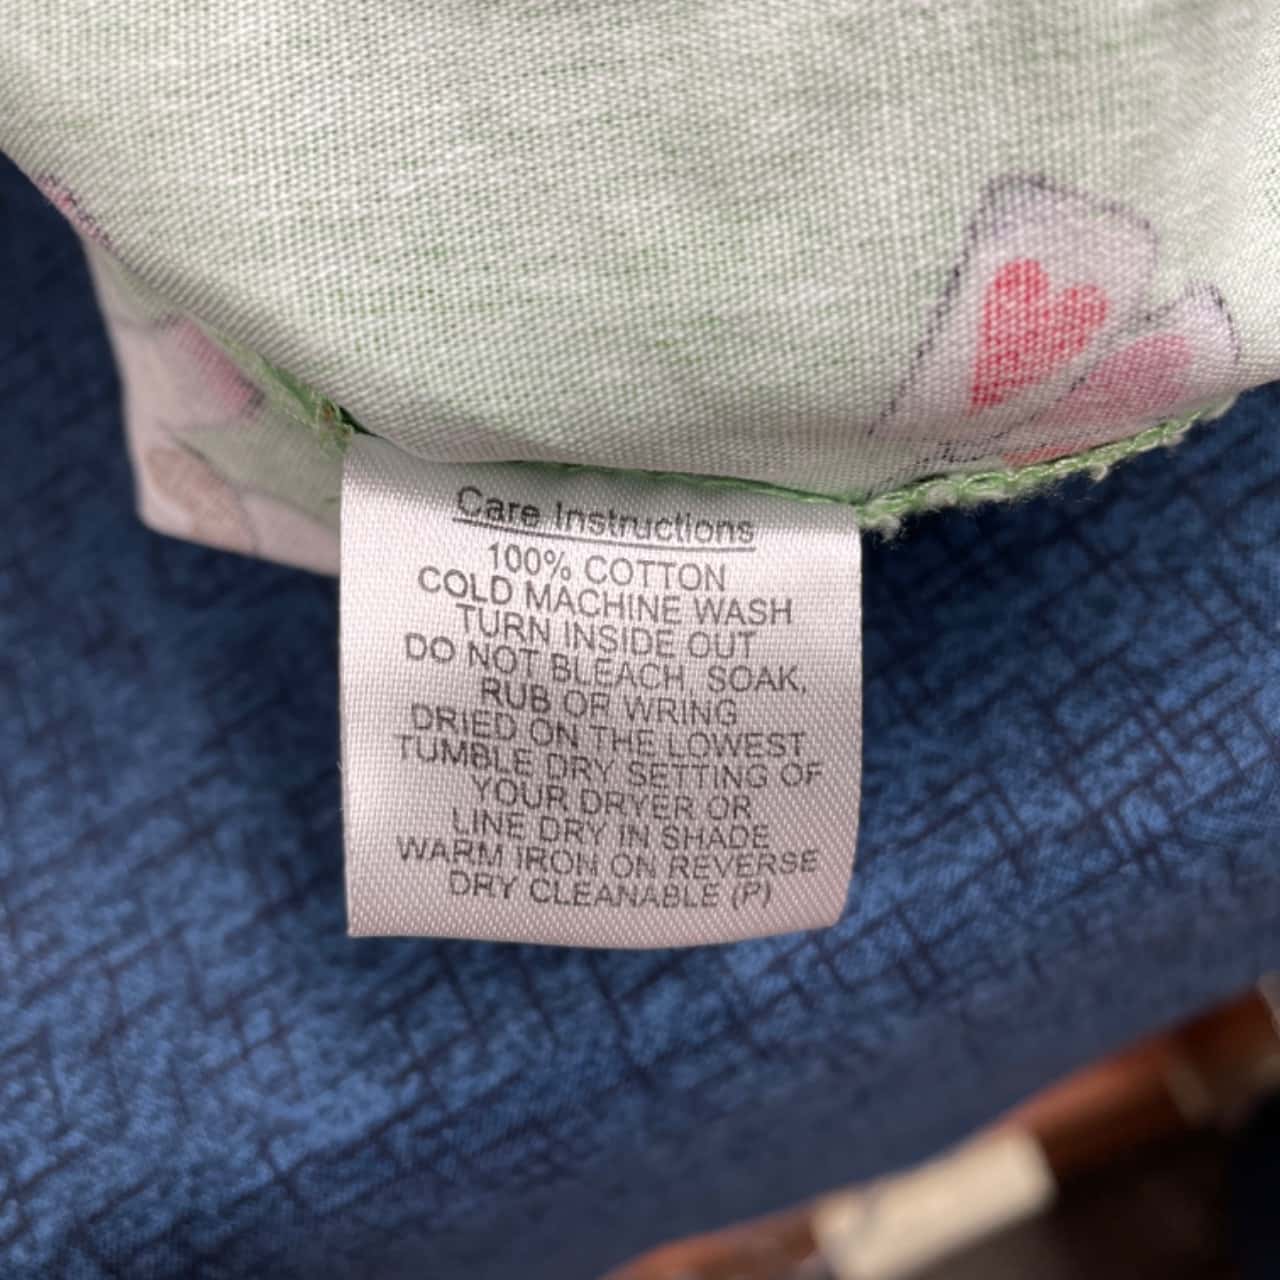 Care Instructions
100% COTTON
COLD MACHINE WASH
TURN INSIDE OUT
DO NOT BLEACH, SOAK,
RUB OR WRING
DRIED ON THE LOWEST
TUMBLE DRY SETTING OF
YOUR DRYER OR
LINE DRY IN SHADE
WARM IRON ON REVERSE
DRY CLEANABLE (P)